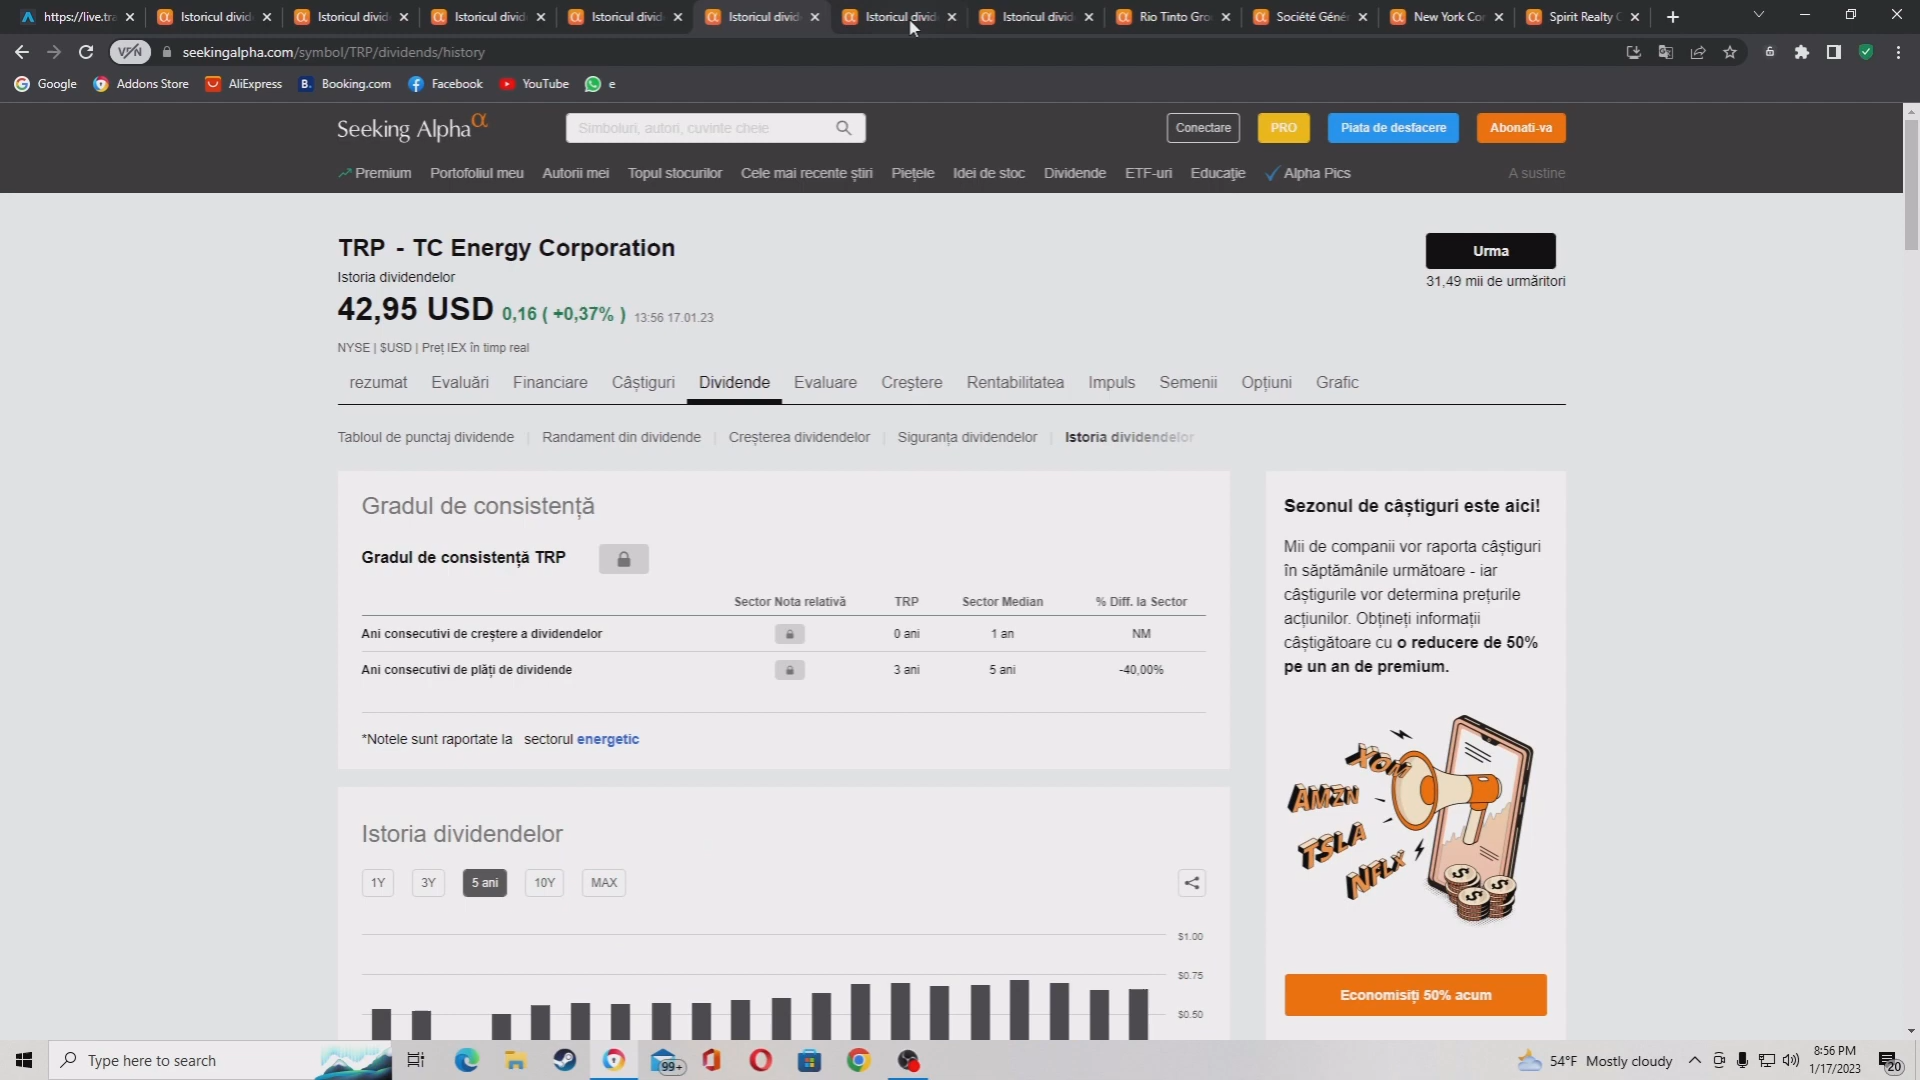 https://live.tra
Istoricul divid
Istoricul divid
Istoricul divid
Istoricul divid
Istoricul divid
Istoricul divid
Istoricul divid
Rio Tinto Gro
Société Géné
New York Co
Spirit Realty C
VPN
seekingalpha.com/symbol/TRP/dividends/history
Google
Addons Store
AliExpress
B.
Booking.com
Facebook
YouTube
e
Seeking Alpha α
Simboluri, autori, cuvinte cheie
Conectare
PRO
Piata de desfacere
Abonati-va
Premium
Portofoliul meu
Autorii mei
Topul stocurilor
Cele mai recente știri
Piețele
Idei de stoc
Dividende
ETF-uri
Educaţie
Alpha Pics
A sustine
TRP - TC Energy Corporation
Urma
Istoria dividendelor
31,49 mii de urmăritori
42,95 USD 0,16 ( +0,37% ) 13:56 17.01.23
NYSE | $USD | Preț IEX în timp real
rezumat
Evaluări
Financiare
Câștiguri
Dividende
Evaluare
Creștere
Rentabilitatea
Impuls
Semenii
Opțiuni
Grafic
Tabloul de punctaj dividende
Randament din dividende
Creșterea dividendelor
Siguranța dividendelor
Istoria dividendelor
Gradul de consistență
Gradul de consistență TRP
Sector Nota relativă TRP Sector Median % Diff. la Sector
Ani consecutivi de creștere a dividendelor 0 ani 1 an NM
Ani consecutivi de plăți de dividende 3 ani 5 ani -40,00%
*Notele sunt raportate la sectorul energetic
Sezonul de câștiguri este aici!
Mii de companii vor raporta câștiguri
în săptămânile următoare - iar
câștigurile vor determina prețurile
acțiunilor. Obțineți informații
câștigătoare cu o reducere de 50%
pe un an de premium.
XOM
AMZN
TSLA
NFLX
Economisiți 50% acum
Istoria dividendelor
1Y
3Y
5 ani
10Y
MAX
$1.00
$0.75
$0.50
Type here to search
99+
54°F Mostly cloudy
8:56 PM
1/17/2023
20